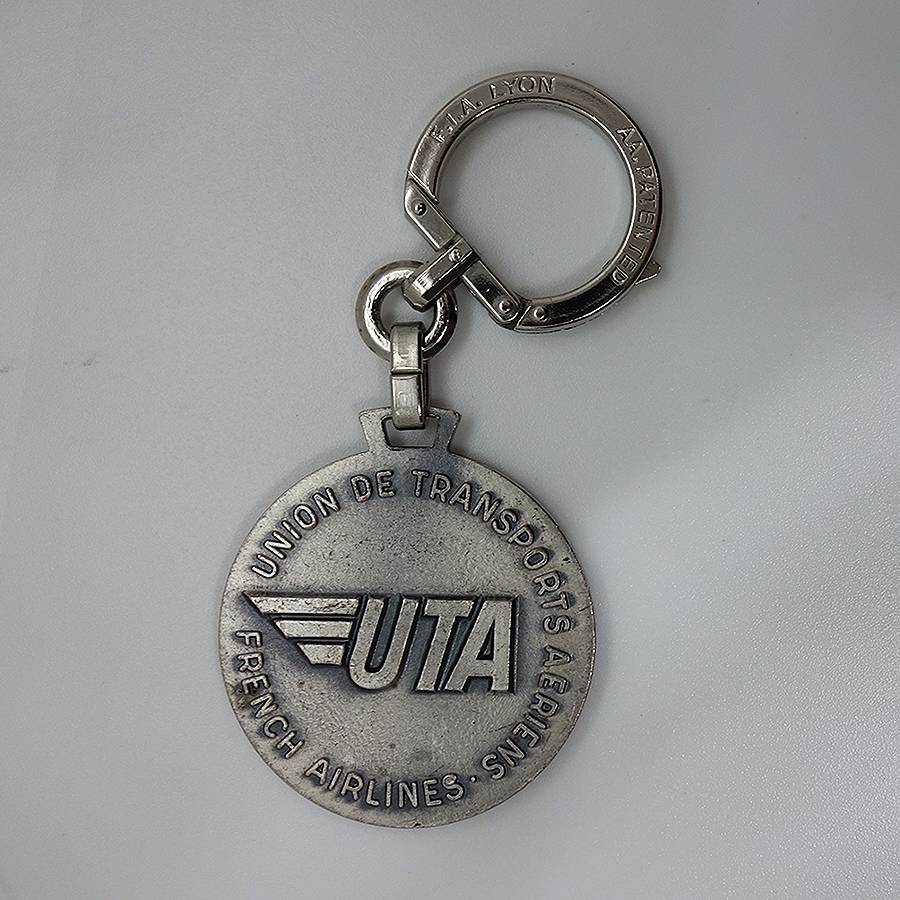 F.I.A. LYON
AA. PATENTED
UNION DE TRANSPORTS AERIENS ·
FRENCH AIRLINES
UTA